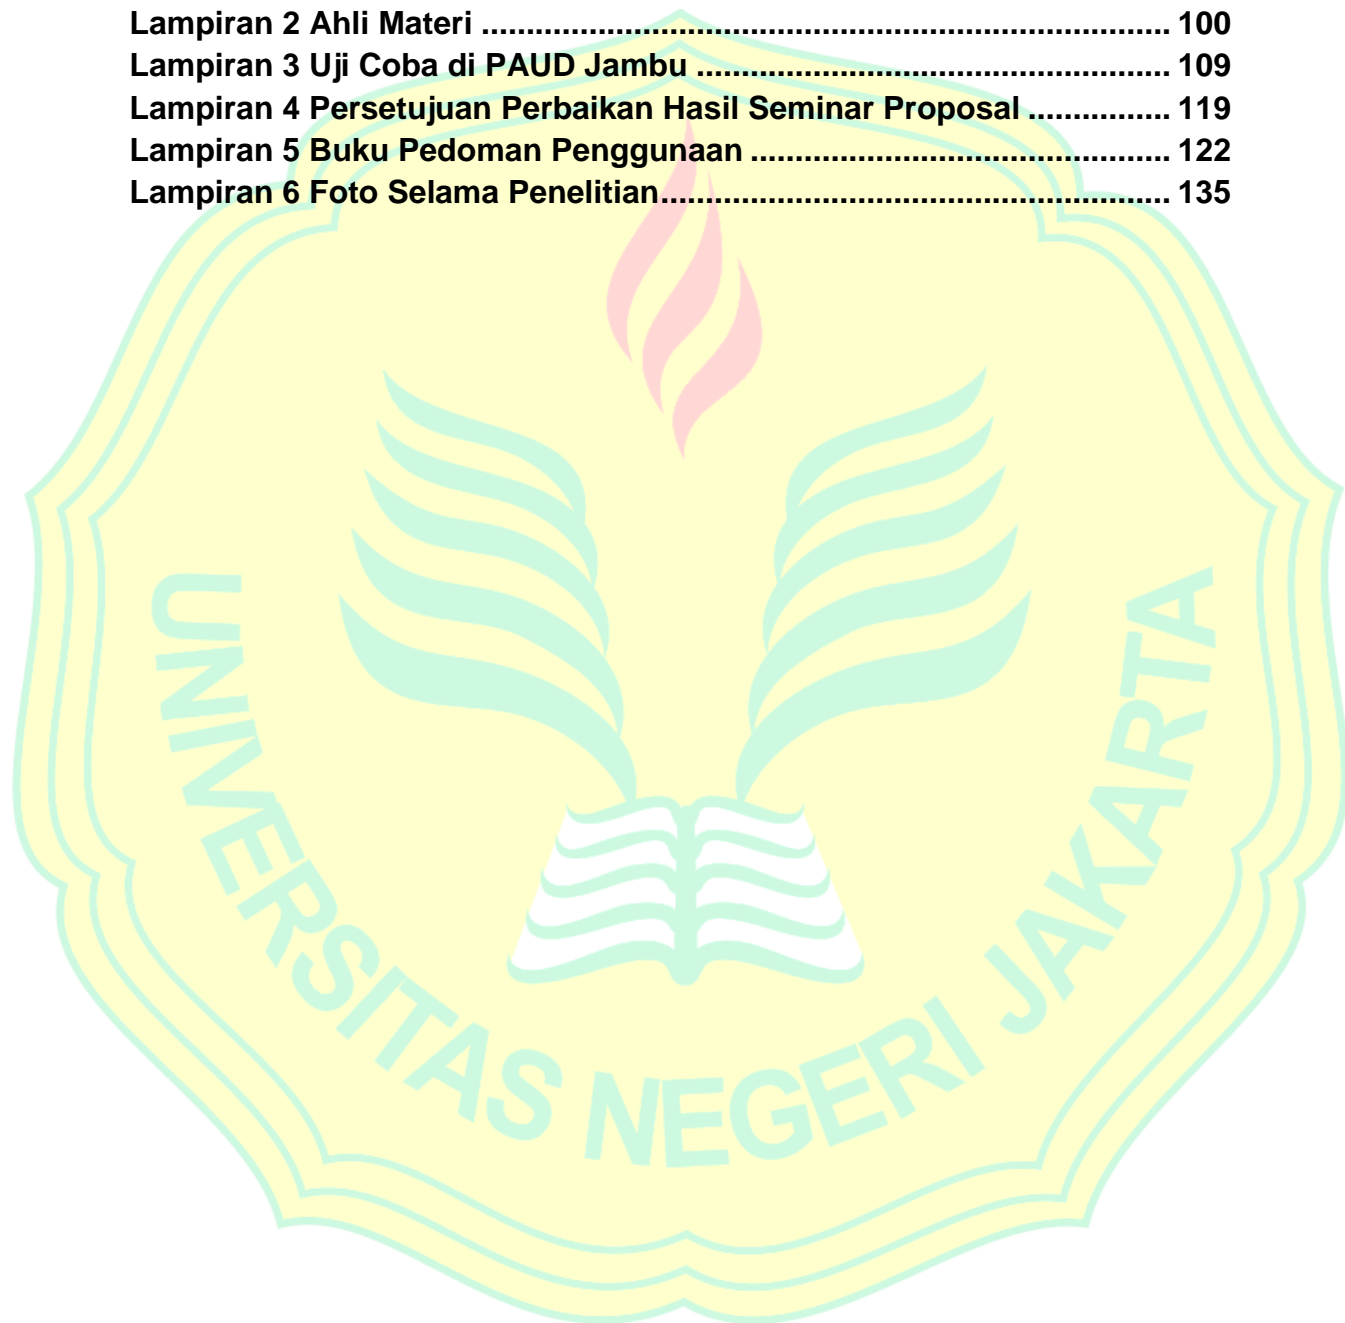 Lampiran 2 Ahli Materi ............................................................................ 100
Lampiran 3 Uji Coba di PAUD Jambu .................................................... 109
Lampiran 4 Persetujuan Perbaikan Hasil Seminar Proposal ................ 119
Lampiran 5 Buku Pedoman Penggunaan .............................................. 122
Lampiran 6 Foto Selama Penelitian........................................................ 135
UNIVERSITAS NEGERI JAKARTA